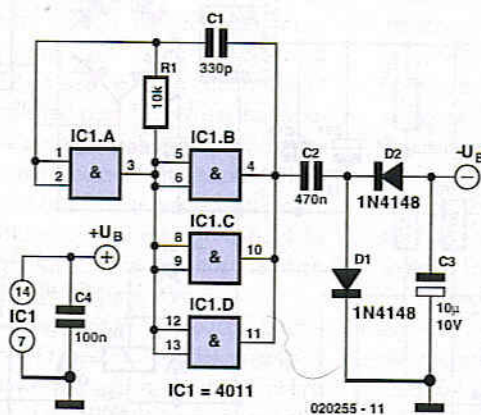 C1
330p
R1
10k
IC1.A
1
2
&
3
IC1.B
5
6
&
4
C2
470n
D2
1N4148
-UB
−
IC1.C
8
9
&
10
D1
1N4148
C3
10µ
10V
+UB
+
14
IC1
7
C4
100n
IC1.D
12
13
&
11
IC1 = 4011
020255 - 11